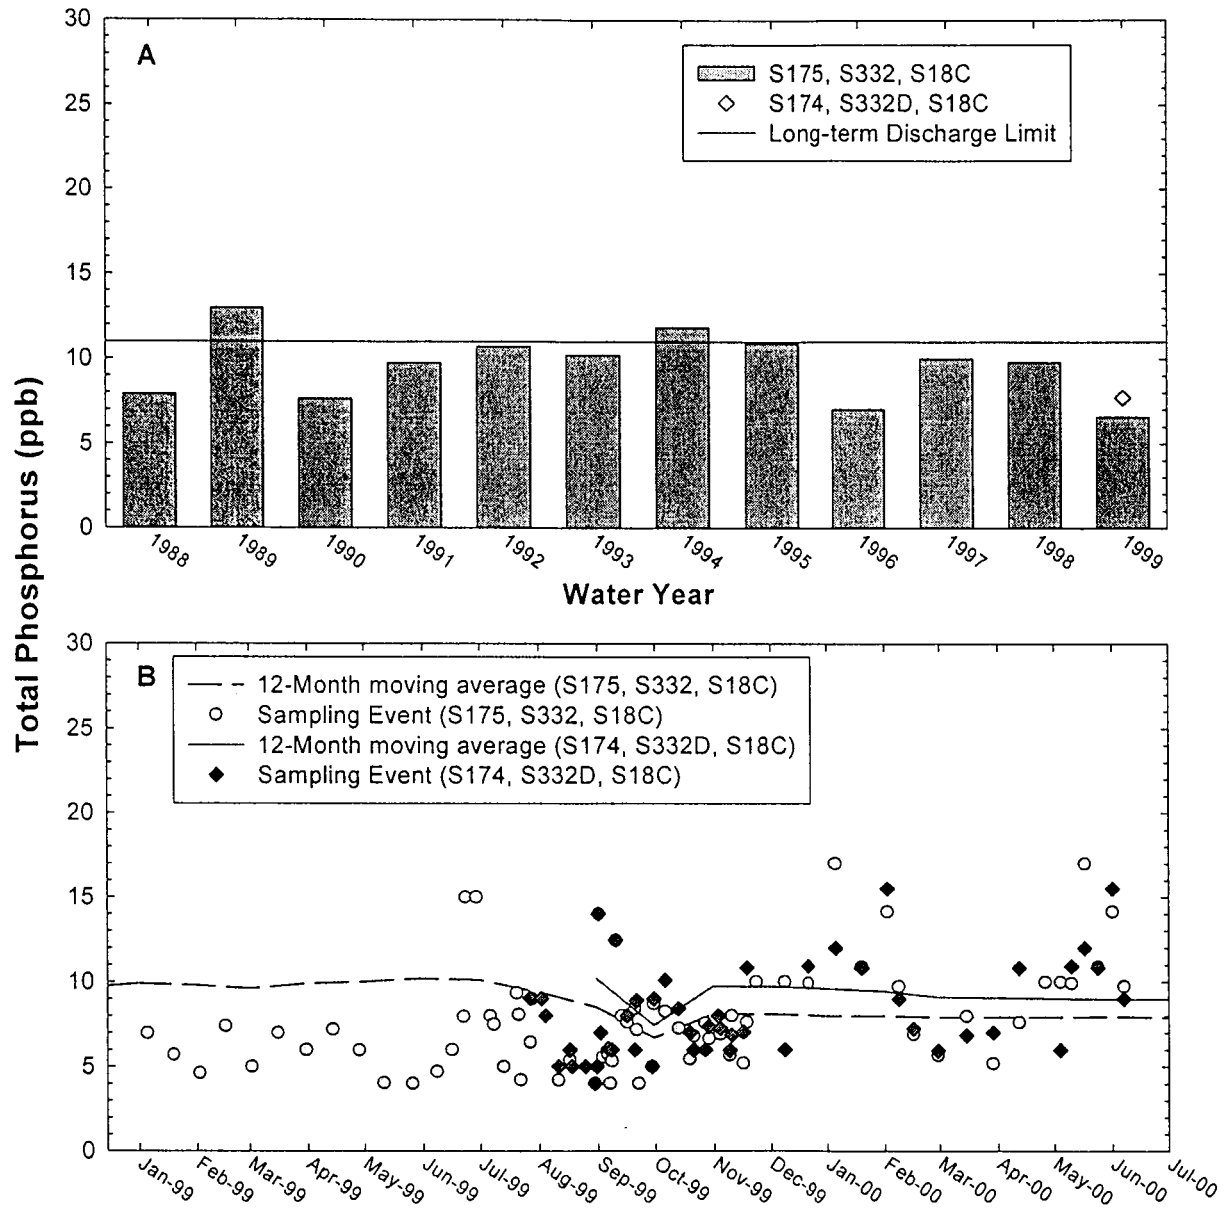 Total Phosphorus (ppb)
A
30
25
20
15
10
5
0
S175, S332, S18C
S174, S332D, S18C
Long-term Discharge Limit
1988 1989 1990 1991 1992 1993 1994 1995 1996 1997 1998 1999
Water Year
B
30
25
20
15
10
5
0
12-Month moving average (S175, S332, S18C)
Sampling Event (S175, S332, S18C)
12-Month moving average (S174, S332D, S18C)
Sampling Event (S174, S332D, S18C)
Jan-99 Feb-99 Mar-99 Apr-99 May-99 Jun-99 Jul-99 Aug-99 Sep-99 Oct-99 Nov-99 Dec-99 Jan-00 Feb-00 Mar-00 Apr-00 May-00 Jun-00 Jul-00